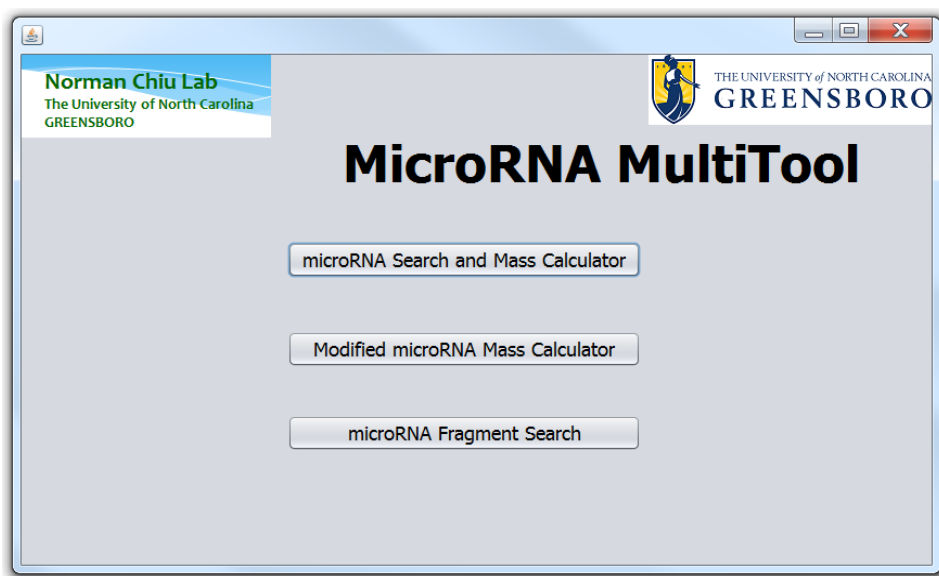 Norman Chiu Lab
The University of North Carolina
GREENSBORO
THE UNIVERSITY of NORTH CAROLINA
GREENSBORO
MicroRNA MultiTool
microRNA Search and Mass Calculator
Modified microRNA Mass Calculator
microRNA Fragment Search